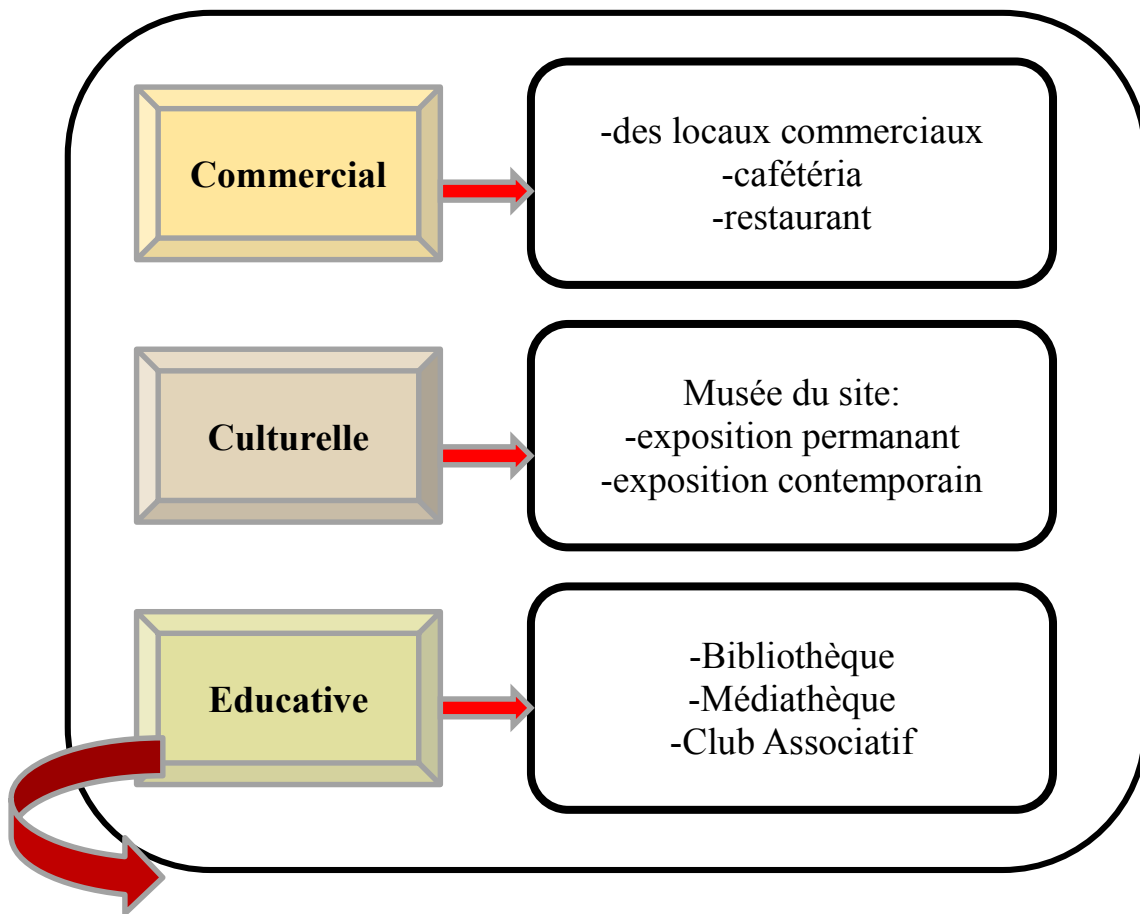 Commercial
-des locaux commerciaux
-cafétéria
-restaurant
Culturelle
Musée du site:
-exposition permanant
-exposition contemporain
Educative
-Bibliothèque
-Médiathèque
-Club Associatif